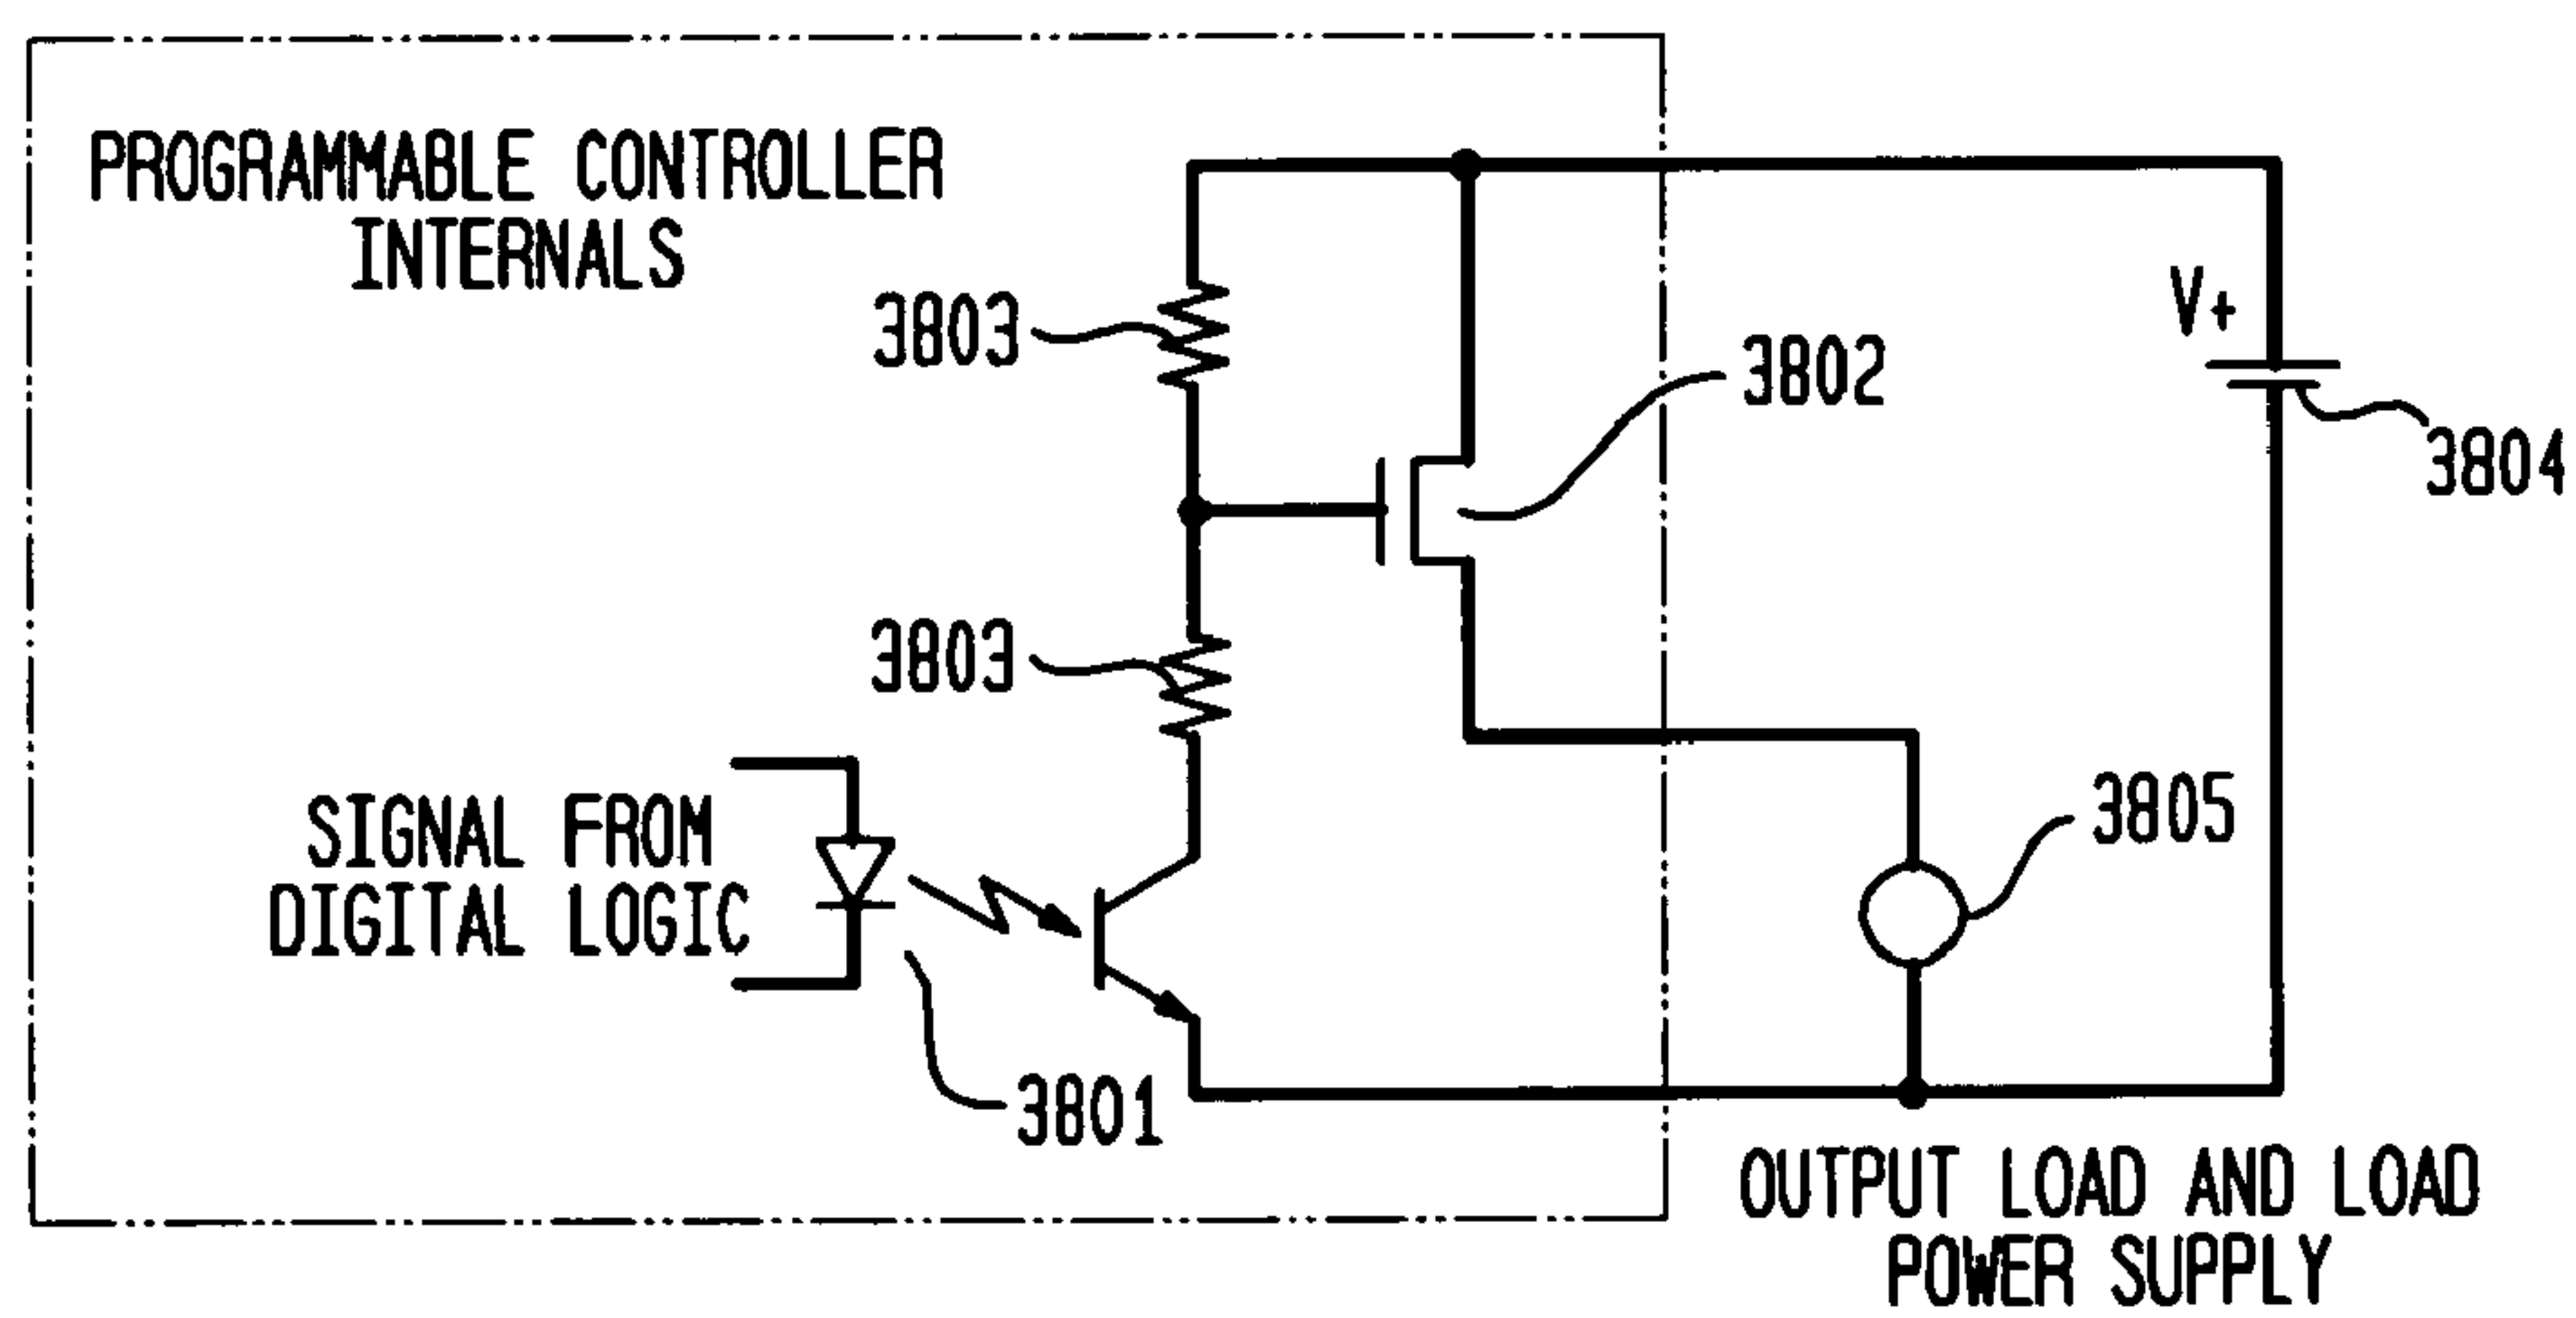 PROGRAMMABLE CONTROLLER
INTERNALS
3803
3802
V+
3804
3803
SIGNAL FROM
DIGITAL LOGIC
3805
3801
OUTPUT LOAD AND LOAD
POWER SUPPLY